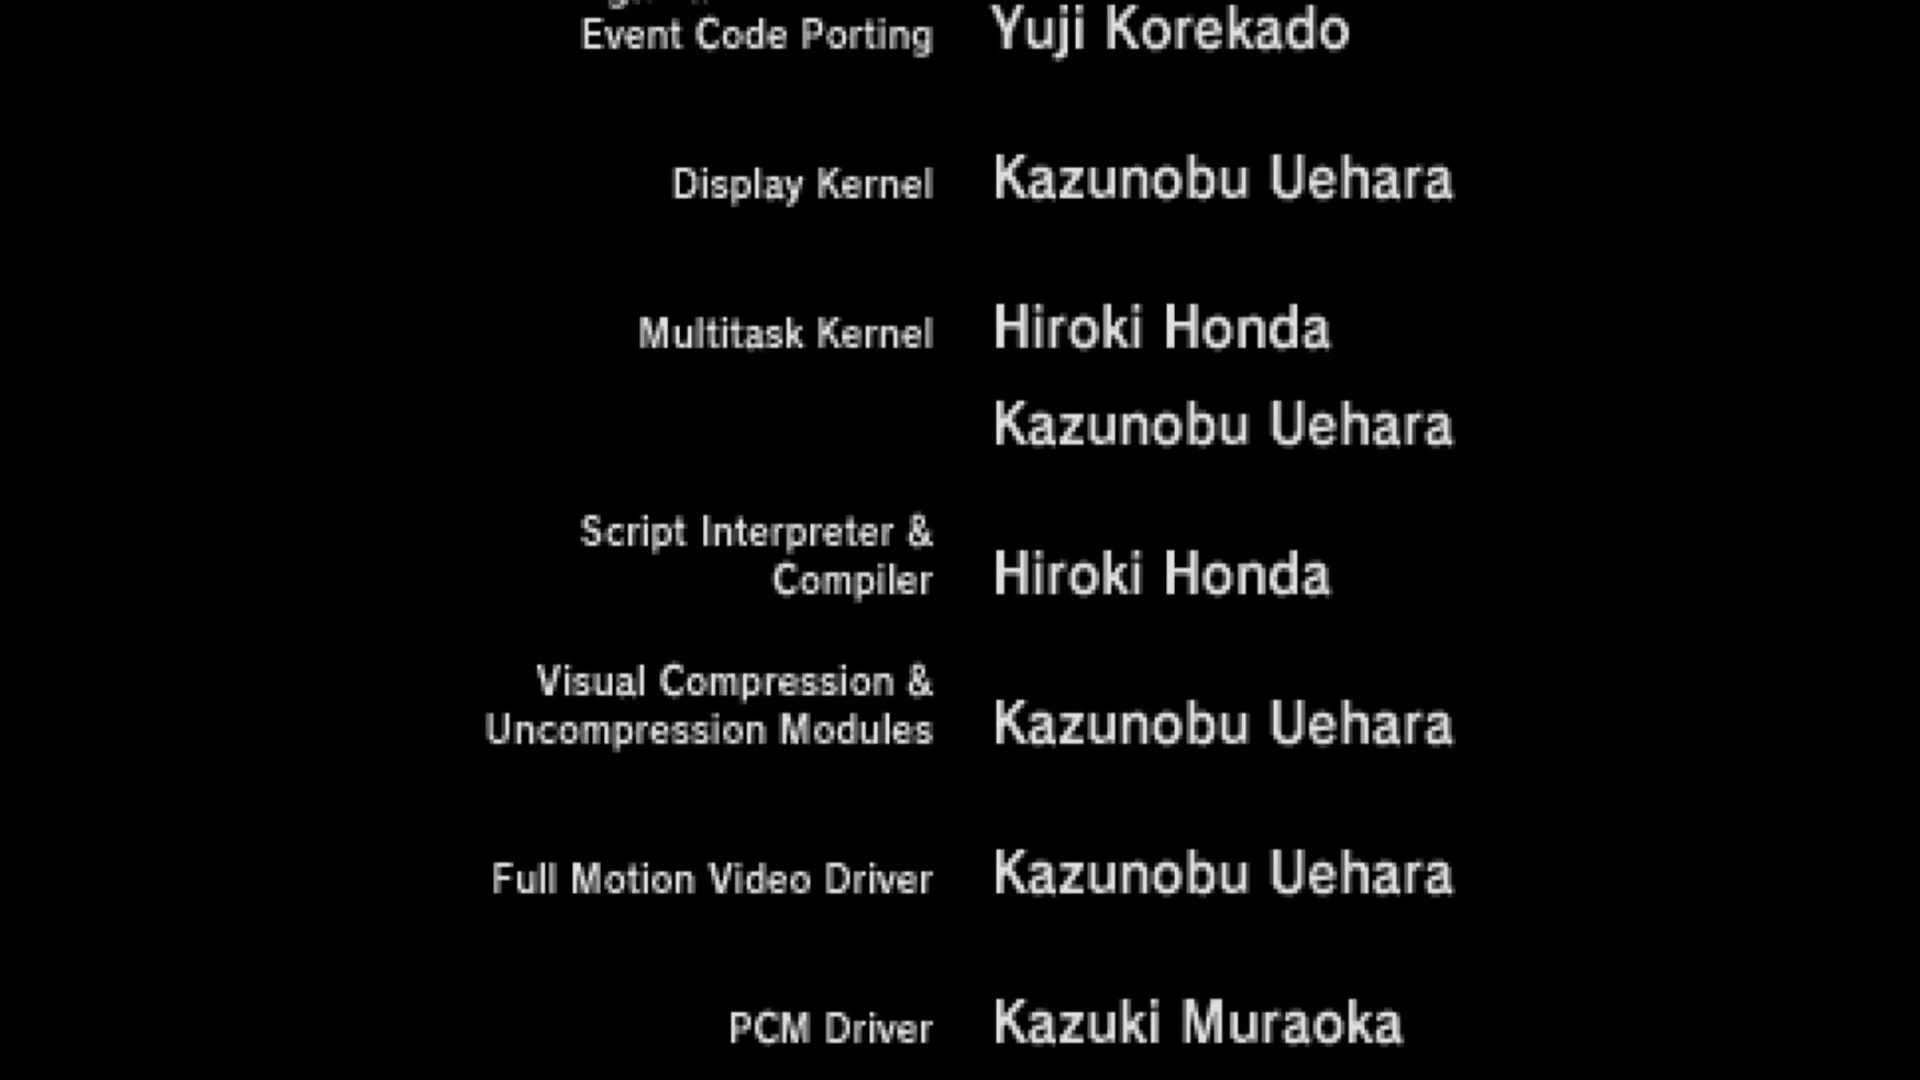 Event Code Porting Yuji Korekado
Display Kernel Kazunobu Uehara
Multitask Kernel Hiroki Honda
Kazunobu Uehara
Script Interpreter &
Compiler Hiroki Honda
Visual Compression &
Uncompression Modules Kazunobu Uehara
Full Motion Video Driver Kazunobu Uehara
PCM Driver Kazuki Muraoka